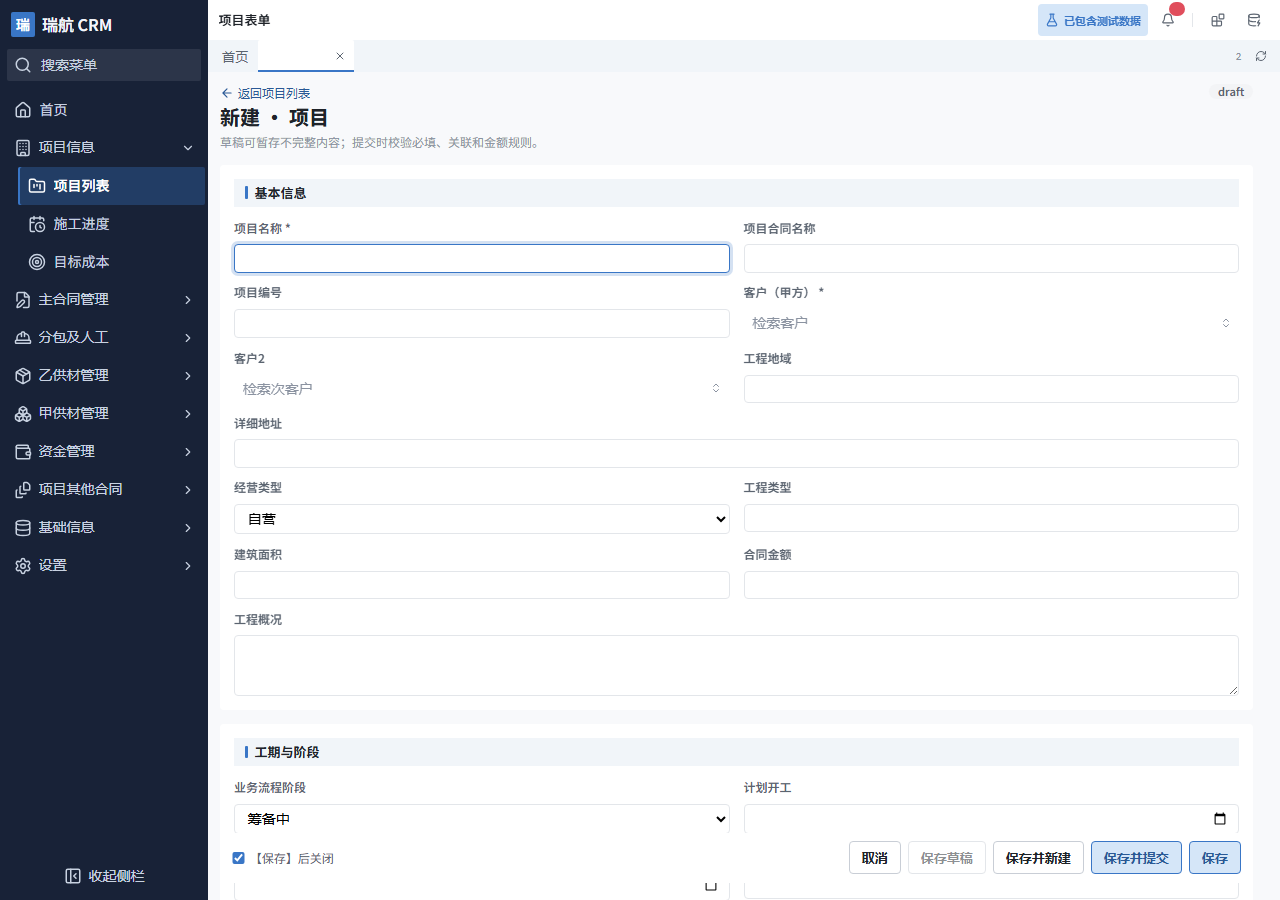 瑞 瑞航 CRM
搜索菜单
首页
项目信息
项目列表
施工进度
目标成本
主合同管理
分包及人工
乙供材管理
甲供材管理
资金管理
项目其他合同
基础信息
设置
收起侧栏
项目表单
已包含测试数据
首页
2
返回项目列表
draft
新建 · 项目
草稿可暂存不完整内容；提交时校验必填、关联和金额规则。
基本信息
项目名称 * 项目合同名称
项目编号 客户（甲方） *
检索客户
客户2 工程地域
检索次客户
详细地址
经营类型 工程类型
自营
建筑面积 合同金额
工程概况
工期与阶段
业务流程阶段 计划开工
筹备中
【保存】后关闭
取消 保存草稿 保存并新建 保存并提交 保存